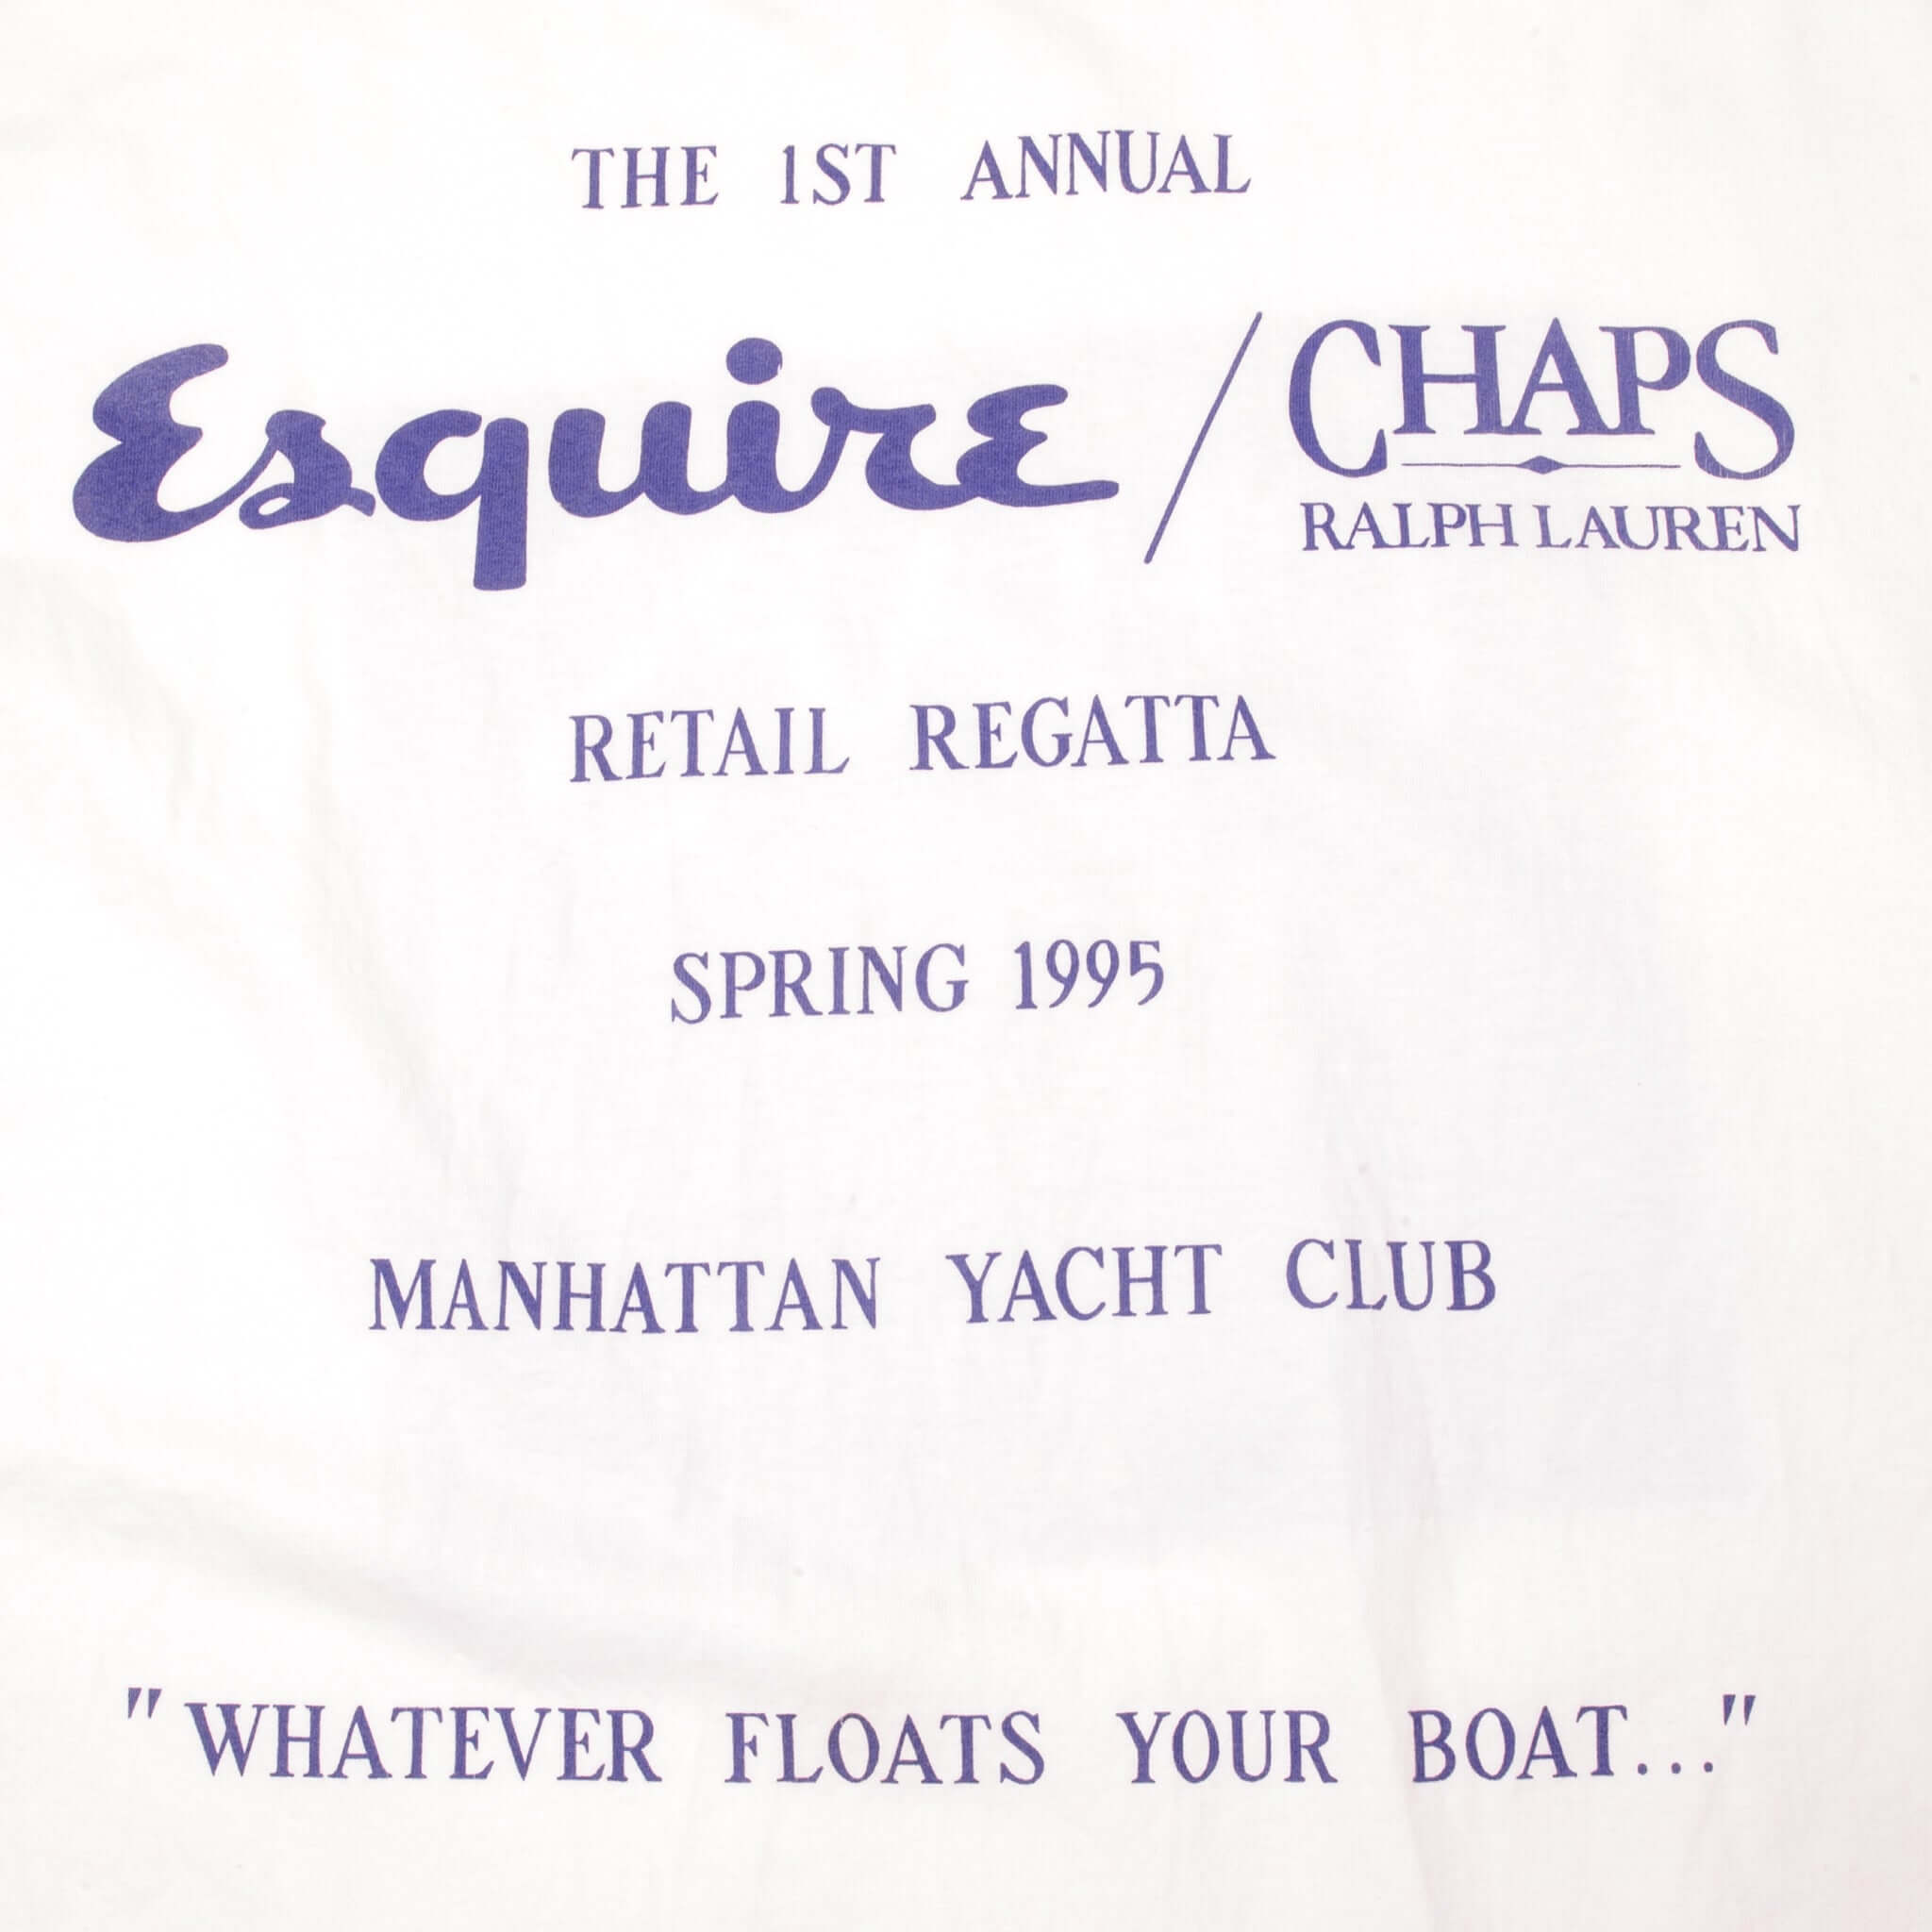 THE 1ST ANNUAL
Esquire / CHAPS
RALPH LAUREN
RETAIL REGATTA
SPRING 1995
MANHATTAN YACHT CLUB
"WHATEVER FLOATS YOUR BOAT..."